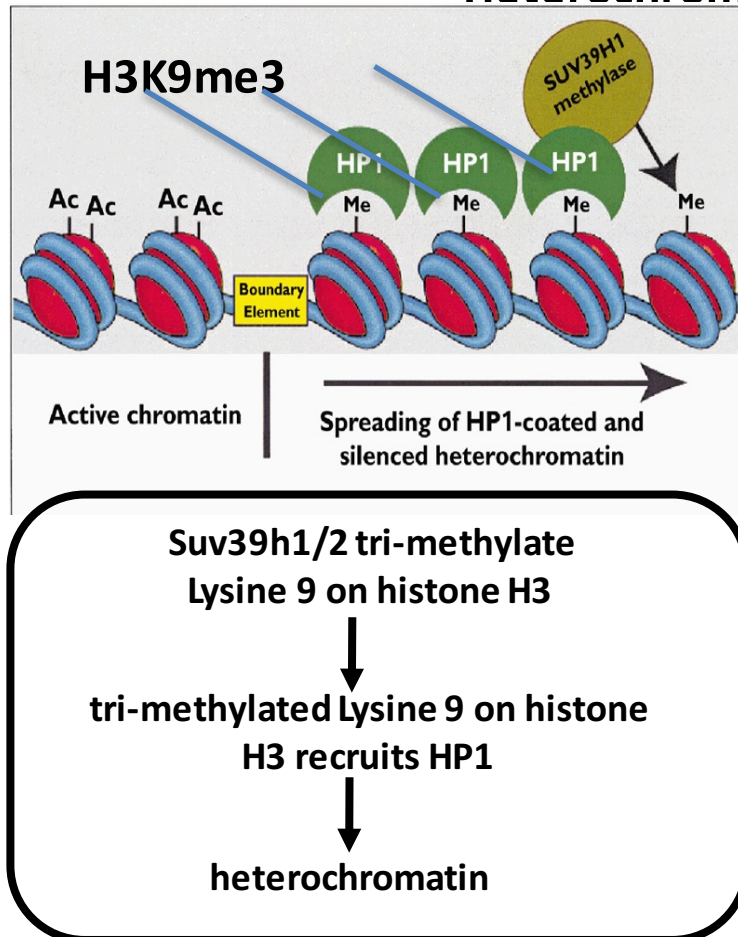 H3K9me3
SUV39H1
methylase
HP1 HP1 HP1
Me Me Me Me
Ac Ac Ac Ac
Boundary
Element
Active chromatin
Spreading of HP1-coated and
silenced heterochromatin
Suv39h1/2 tri-methylate
Lysine 9 on histone H3
tri-methylated Lysine 9 on histone
H3 recruits HP1
heterochromatin